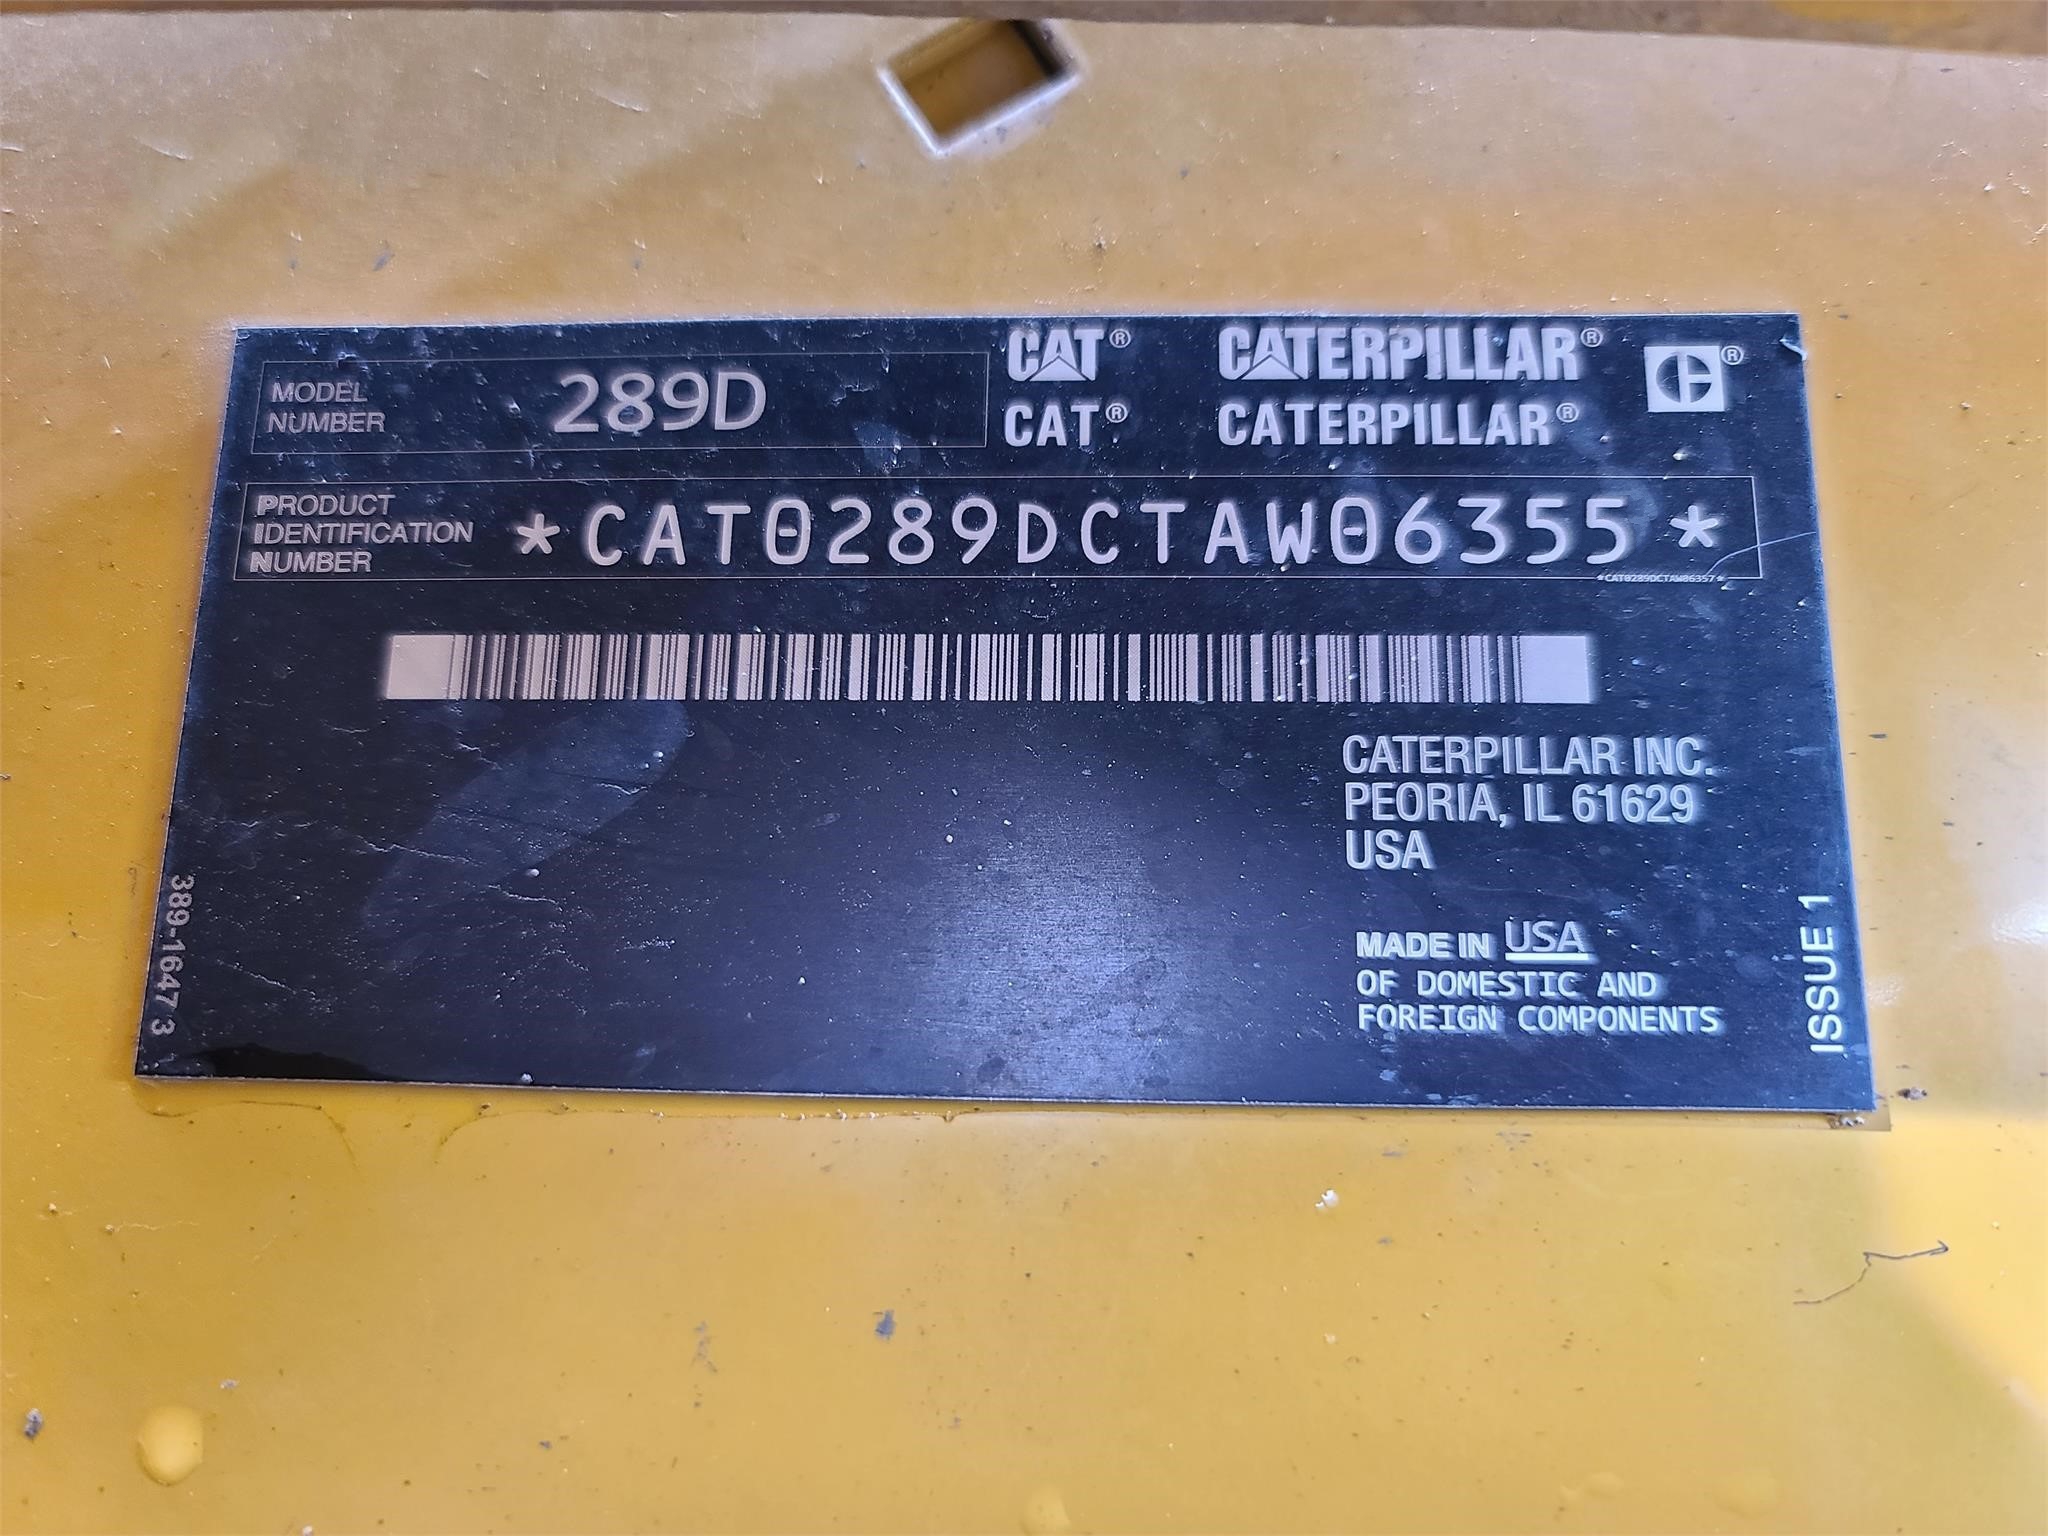 MODEL
NUMBER
289D
CAT® CATERPILLAR® ®
CAT® CATERPILLAR®
PRODUCT
IDENTIFICATION
NUMBER
*CAT0289DCTAW06355*
CATERPILLAR INC.
PEORIA, IL 61629
USA
MADE IN USA
OF DOMESTIC AND
FOREIGN COMPONENTS
389-1647 3
ISSUE 1